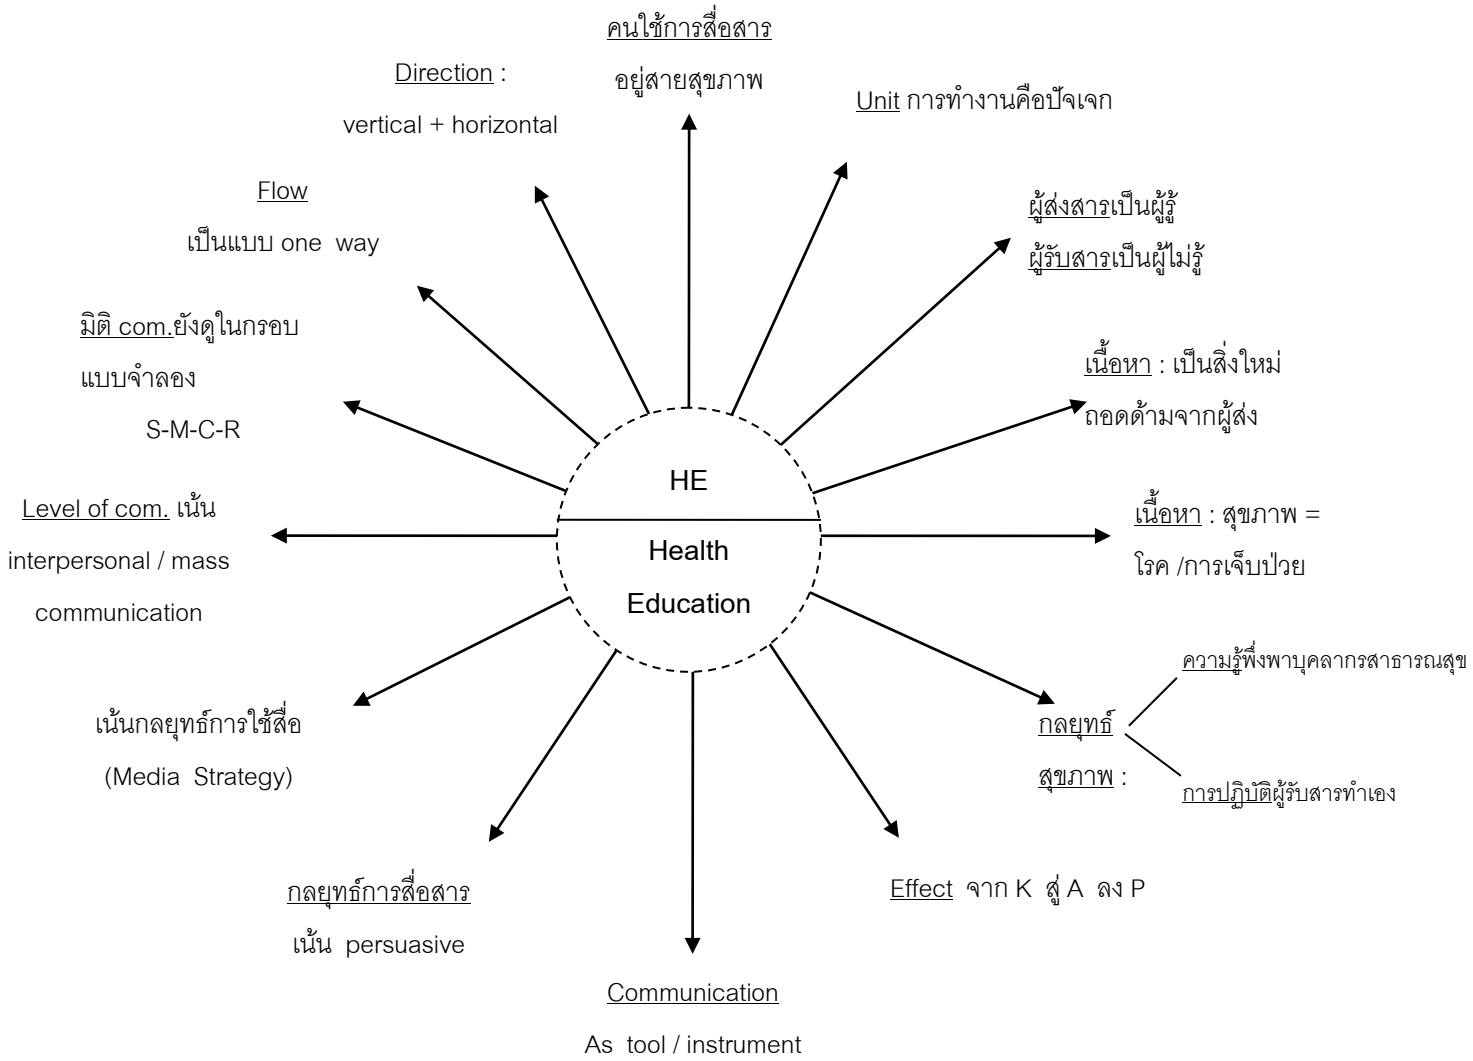 คนใช้การสื่อสาร
อยู่สายสุขภาพ
Direction :
vertical + horizontal
Unit การทำงานคือปัจเจก
Flow
เป็นแบบ one way
ผู้ส่งสารเป็นผู้รู้
ผู้รับสารเป็นผู้ไม่รู้
มิติ com.ยังดูในกรอบ
แบบจำลอง
S-M-C-R
เนื้อหา : เป็นสิ่งใหม่
ถอดด้ามจากผู้ส่ง
HE
Health
Education
Level of com. เน้น
interpersonal / mass
communication
เนื้อหา : สุขภาพ =
โรค /การเจ็บป่วย
เน้นกลยุทธ์การใช้สื่อ
(Media Strategy)
กลยุทธ์
สุขภาพ :
ความรู้พึ่งพาบุคลากรสาธารณสุข
การปฏิบัติผู้รับสารทำเอง
กลยุทธ์การสื่อสาร
เน้น persuasive
Effect จาก K สู่ A ลง P
Communication
As tool / instrument